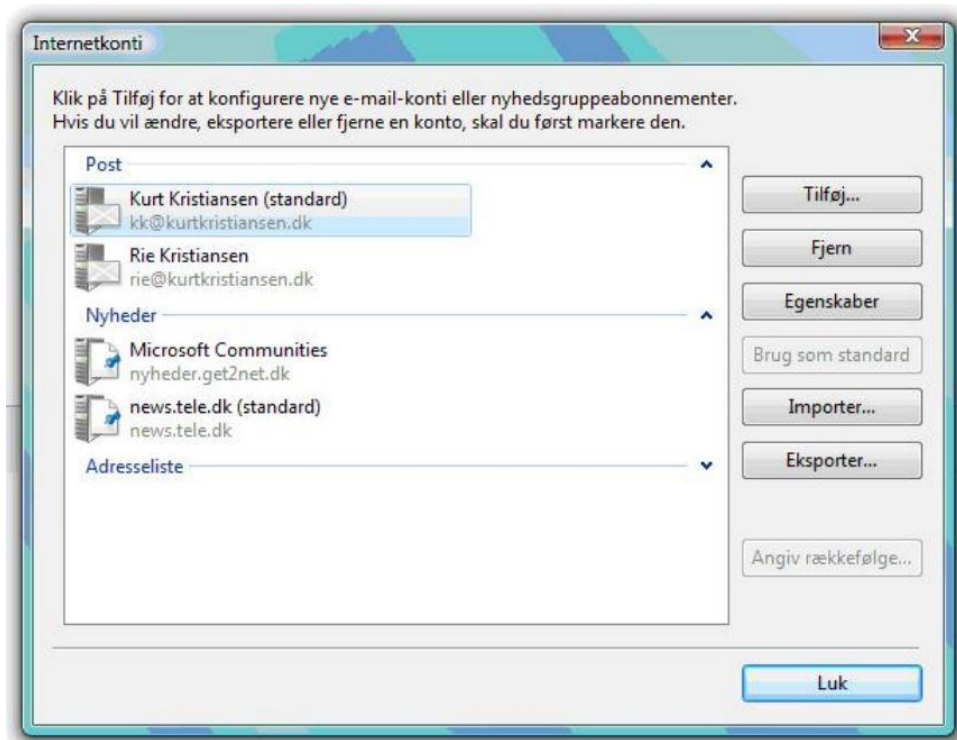 Internetkonti
Klik på Tilføj for at konfigurere nye e-mail-konti eller nyhedsgruppeabonnementer.
Hvis du vil ændre, eksportere eller fjerne en konto, skal du først markere den.
Post
Kurt Kristiansen (standard)
kk@kurtkristiansen.dk
Rie Kristiansen
rie@kurtkristiansen.dk
Nyheder
Microsoft Communities
nyheder.get2net.dk
news.tele.dk (standard)
news.tele.dk
Adresseliste
Tilføj...
Fjern
Egenskaber
Brug som standard
Importer...
Eksporter...
Angiv rækkefølge...
Luk